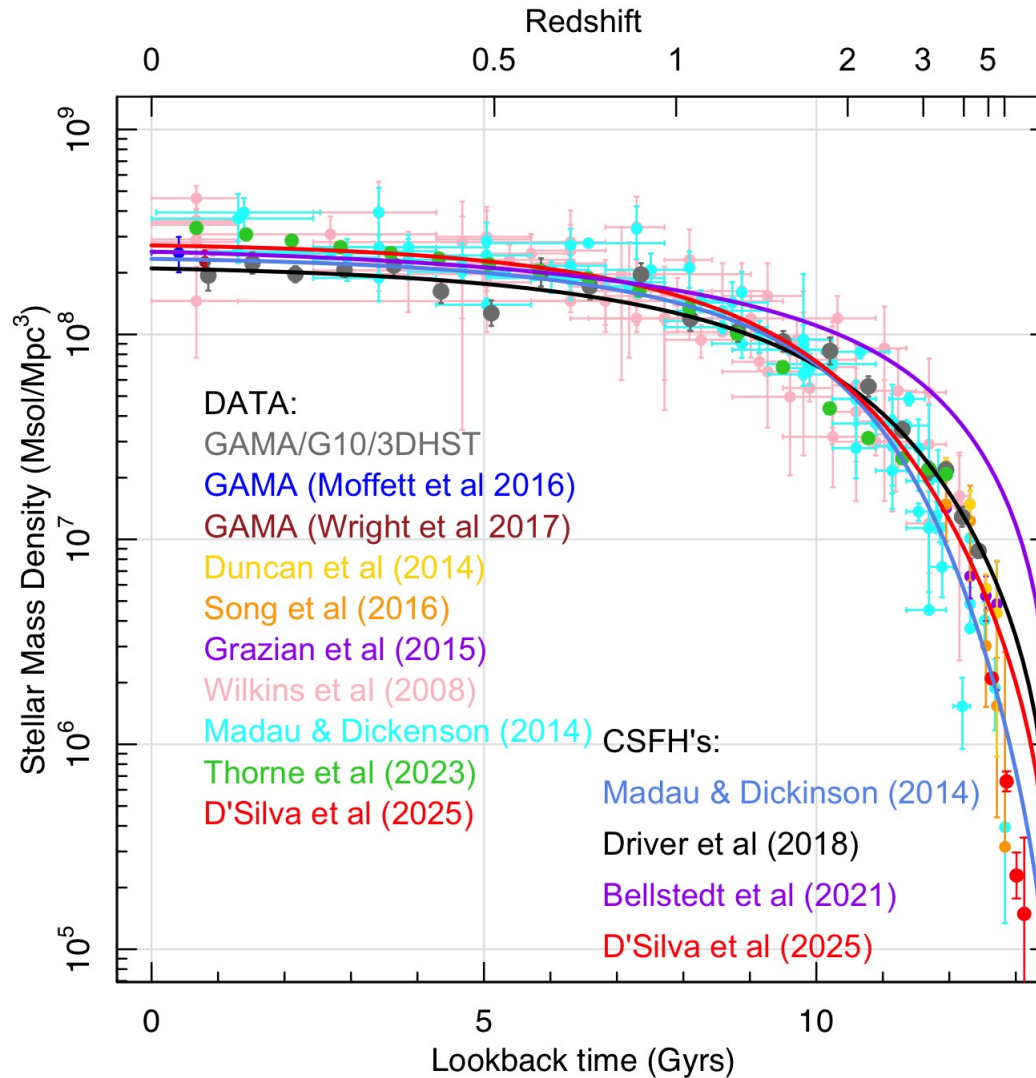 Redshift
0 0.5 1 2 3 5
10⁹
10⁸
10⁷
10⁶
10⁵
Stellar Mass Density (Msol/Mpc³)
DATA:
GAMA/G10/3DHST
GAMA (Moffett et al 2016)
GAMA (Wright et al 2017)
Duncan et al (2014)
Song et al (2016)
Grazian et al (2015)
Wilkins et al (2008)
Madau & Dickenson (2014)
Thorne et al (2023)
D'Silva et al (2025)
CSFH's:
Madau & Dickinson (2014)
Driver et al (2018)
Bellstedt et al (2021)
D'Silva et al (2025)
0 5 10
Lookback time (Gyrs)